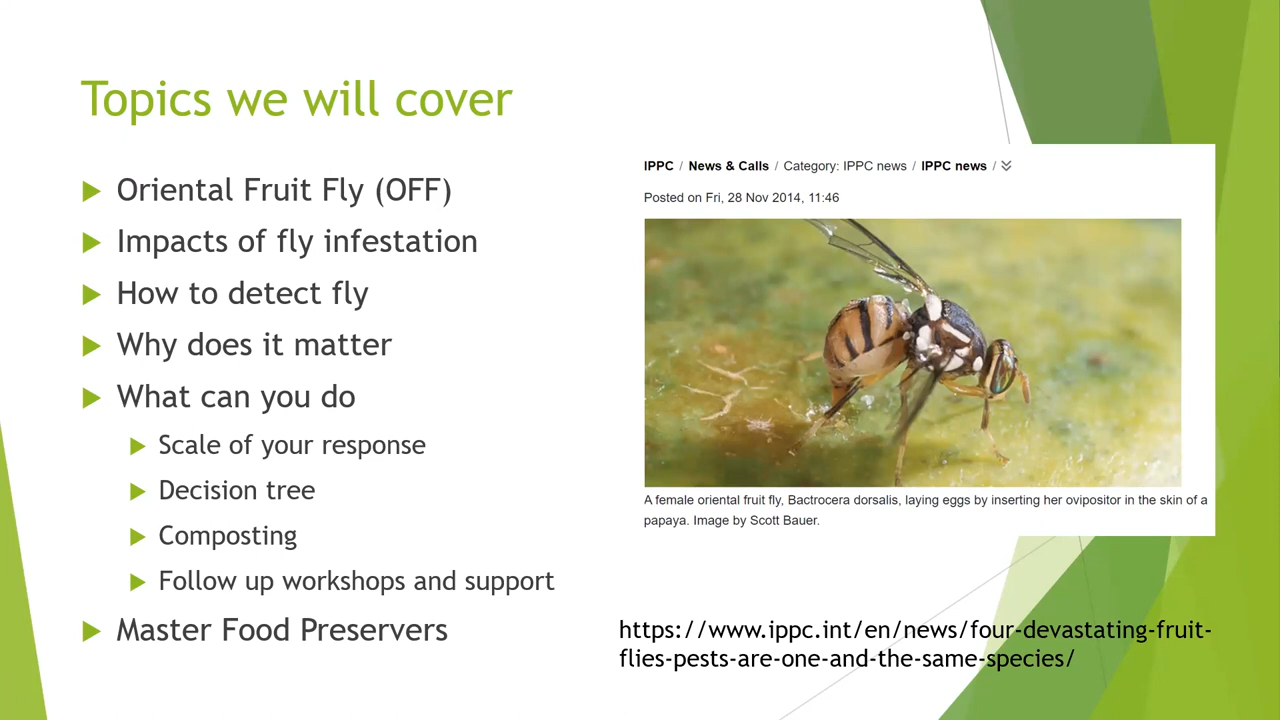 Topics we will cover
Oriental Fruit Fly (OFF)
Impacts of fly infestation
How to detect fly
Why does it matter
What can you do
Scale of your response
Decision tree
Composting
Follow up workshops and support
Master Food Preservers
IPPC / News & Calls / Category: IPPC news / IPPC news /
Posted on Fri, 28 Nov 2014, 11:46
A female oriental fruit fly, Bactrocera dorsalis, laying eggs by inserting her ovipositor in the skin of a
papaya. Image by Scott Bauer.
https://www.ippc.int/en/news/four-devastating-fruit-
flies-pests-are-one-and-the-same-species/